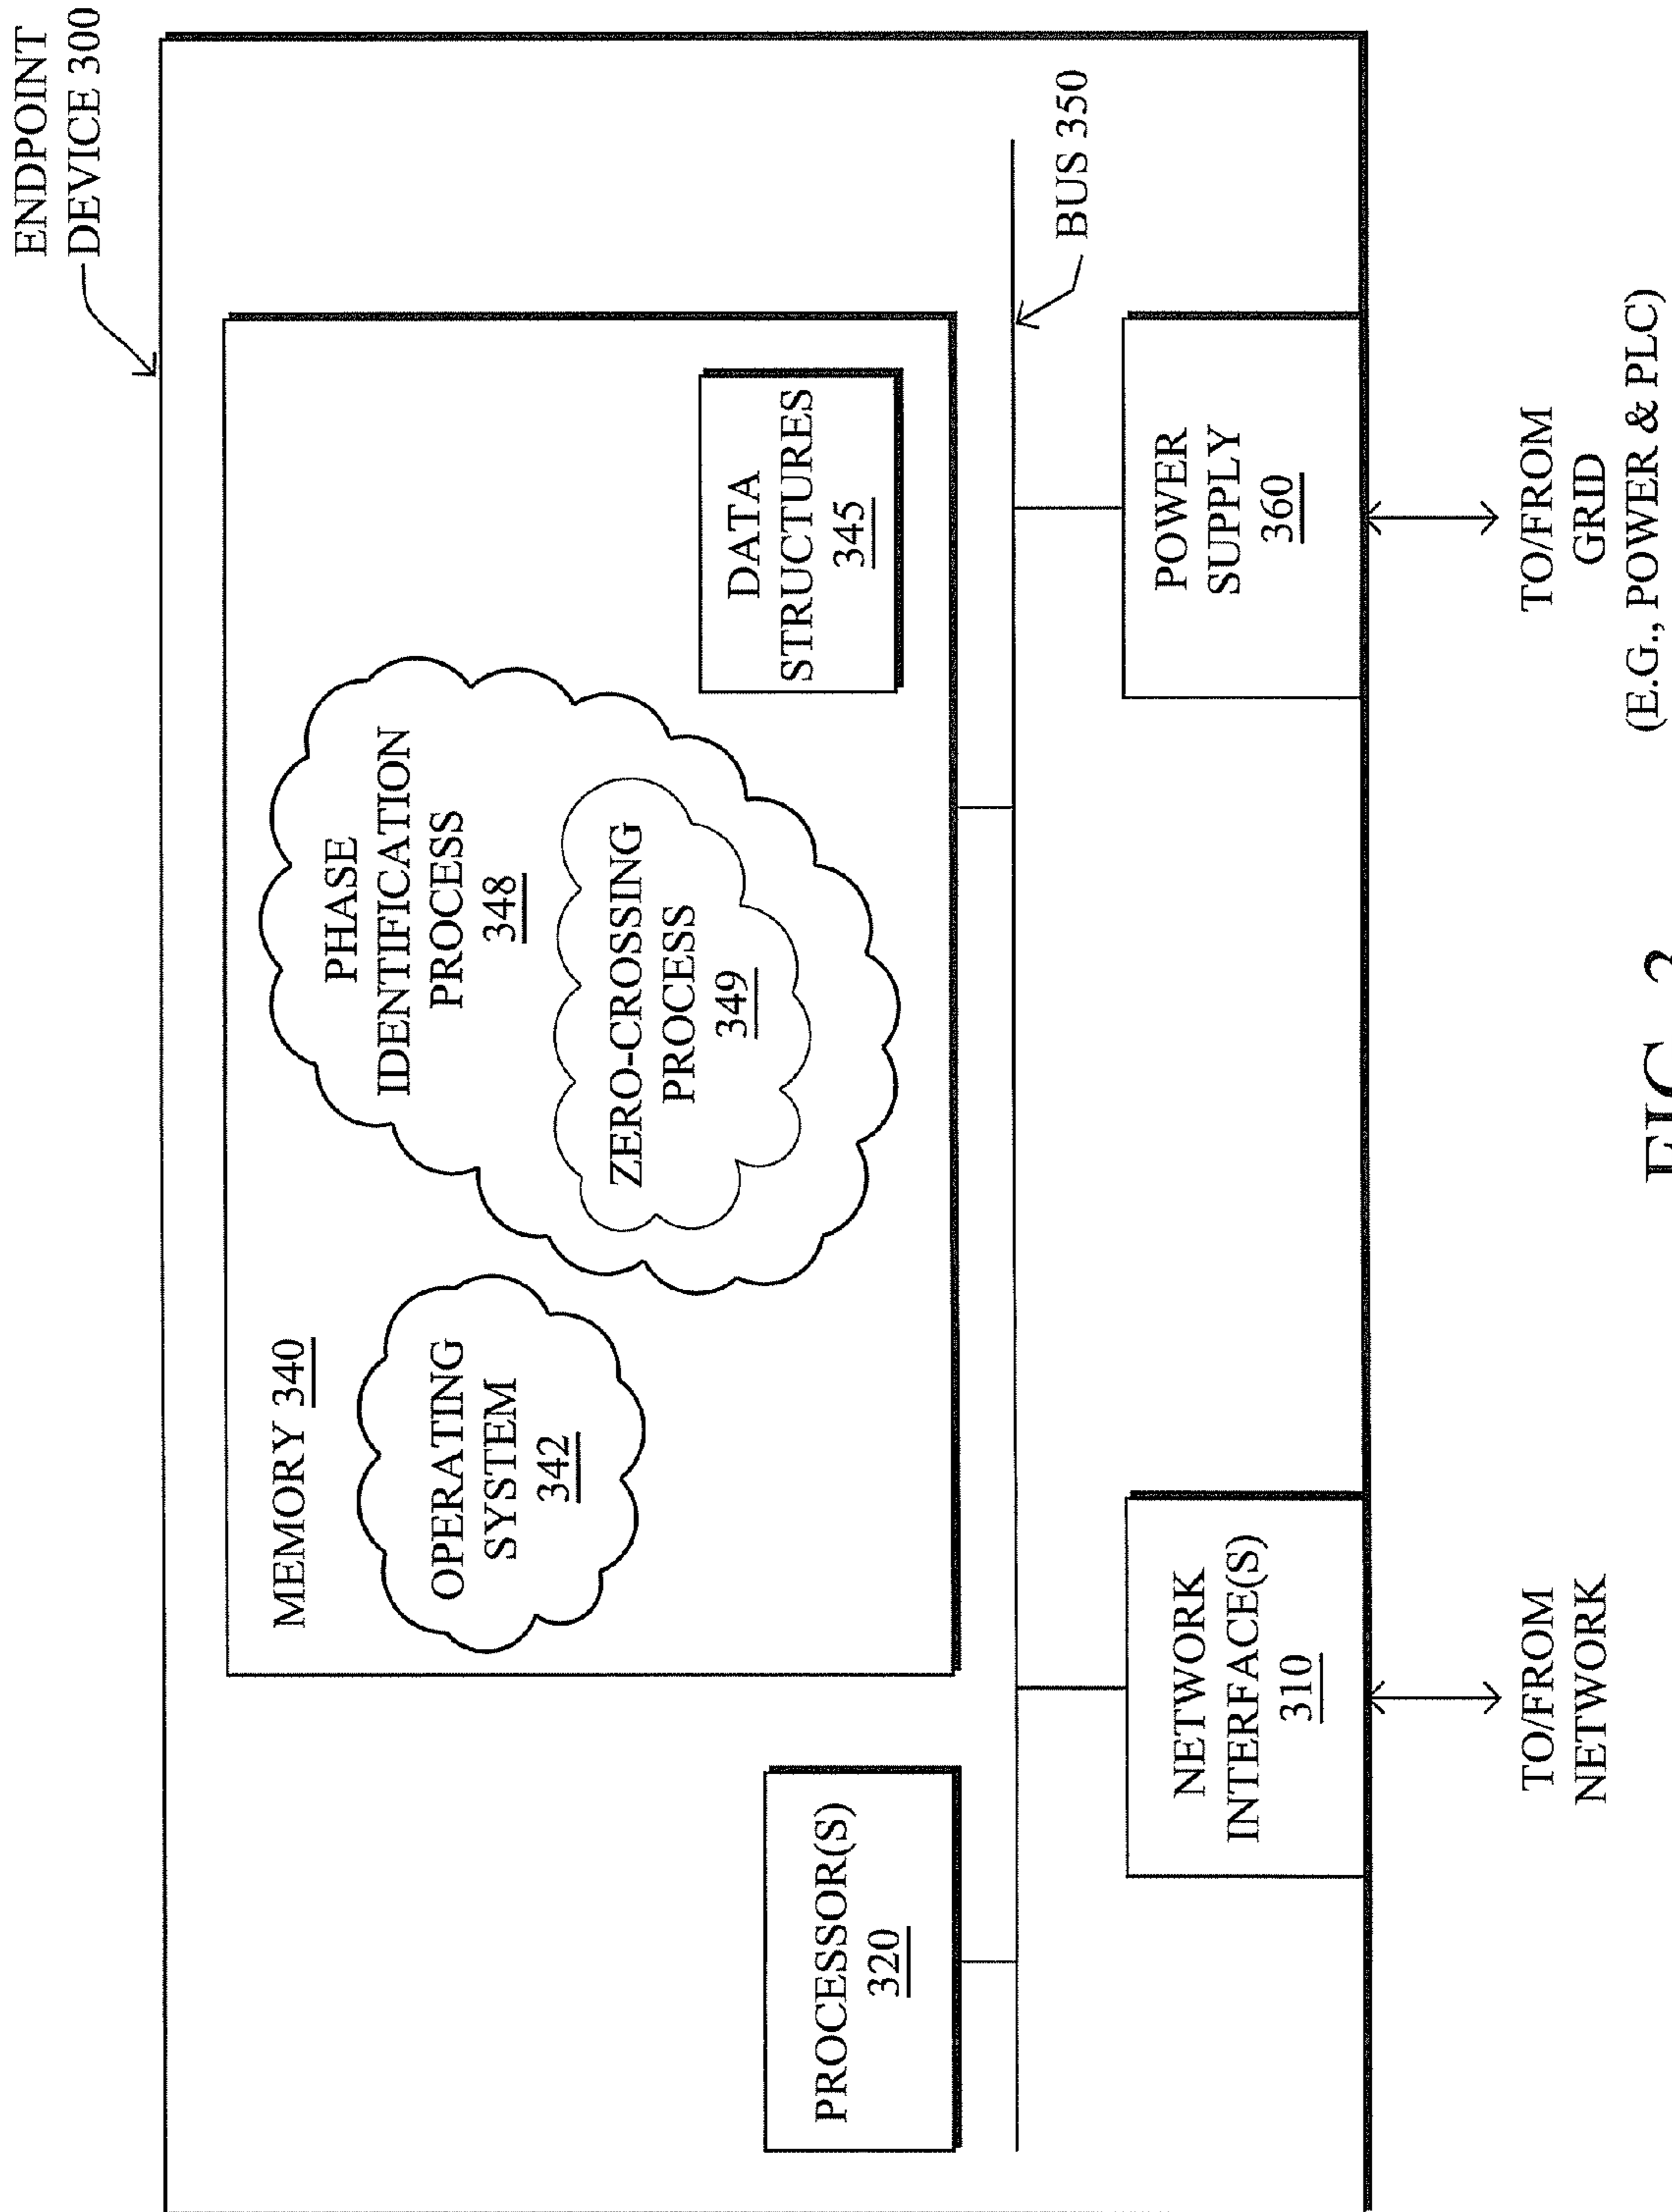 ENDPOINT
DEVICE 300
MEMORY 340
OPERATING
SYSTEM
342
PHASE
IDENTIFICATION
PROCESS
348
ZERO-CROSSING
PROCESS
349
DATA
STRUCTURES
345
PROCESSOR(S)
320
BUS 350
NETWORK
INTERFACE(S)
310
POWER
SUPPLY
360
TO/FROM
NETWORK
TO/FROM
GRID
(E.G., POWER & PLC)